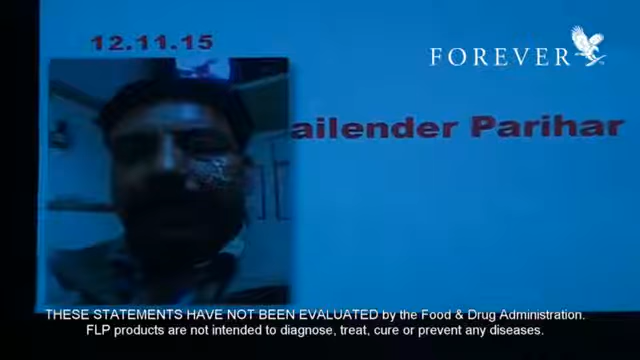 12.11.15
FOREVER
ailender Parihar
THESE STATEMENTS HAVE NOT BEEN EVALUATED by the Food & Drug Administration.
FLP products are not intended to diagnose, treat, cure or prevent any diseases.